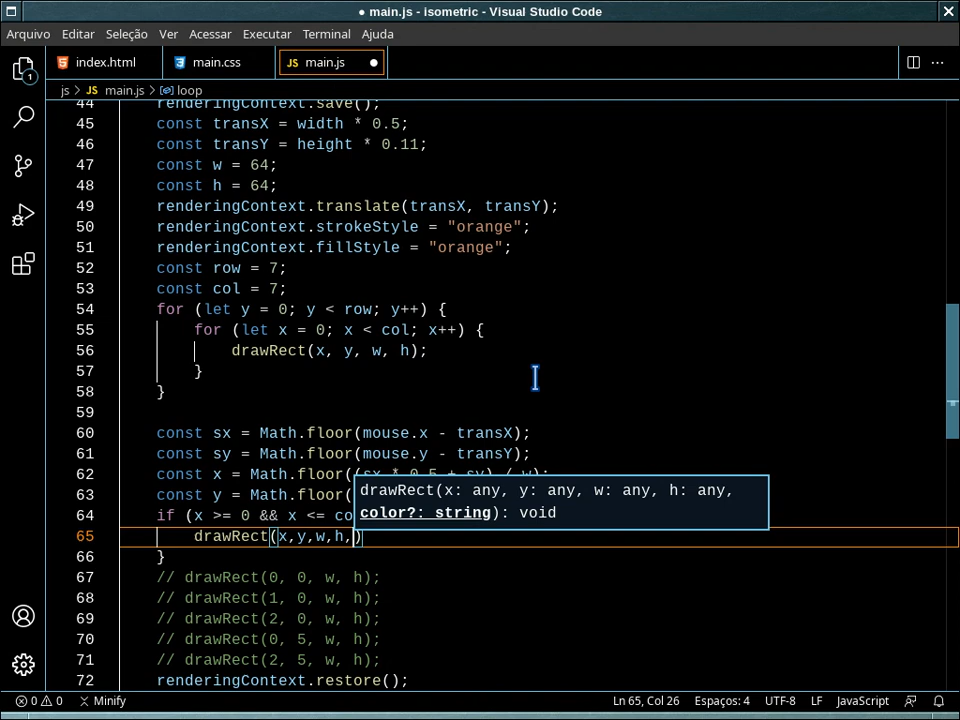 ● main.js - isometric - Visual Studio Code
Arquivo Editar Seleção Ver Acessar Executar Terminal Ajuda
index.html main.css JS main.js ●
js > JS main.js > loop
1
44 renderingContext.save();
45 const transX = width * 0.5;
46 const transY = height * 0.11;
47 const w = 64;
48 const h = 64;
49 renderingContext.translate(transX, transY);
50 renderingContext.strokeStyle = "orange";
51 renderingContext.fillStyle = "orange";
52 const row = 7;
53 const col = 7;
54 for (let y = 0; y < row; y++) {
55 for (let x = 0; x < col; x++) {
56 drawRect(x, y, w, h);
57 }
58 }
59
60 const sx = Math.floor(mouse.x - transX);
61 const sy = Math.floor(mouse.y - transY);
62 const x = Math.floor((sx * 0.5 + sy) / w);
63 const y = Math.floor(
drawRect(x: any, y: any, w: any, h: any,
color?: string): void
64 if (x >= 0 && x <= co
65 drawRect(x,y,w,h,)
66 }
67 // drawRect(0, 0, w, h);
68 // drawRect(1, 0, w, h);
69 // drawRect(2, 0, w, h);
70 // drawRect(0, 5, w, h);
71 // drawRect(2, 5, w, h);
72 renderingContext.restore();
0 0 Minify Ln 65, Col 26 Espaços: 4 UTF-8 LF JavaScript